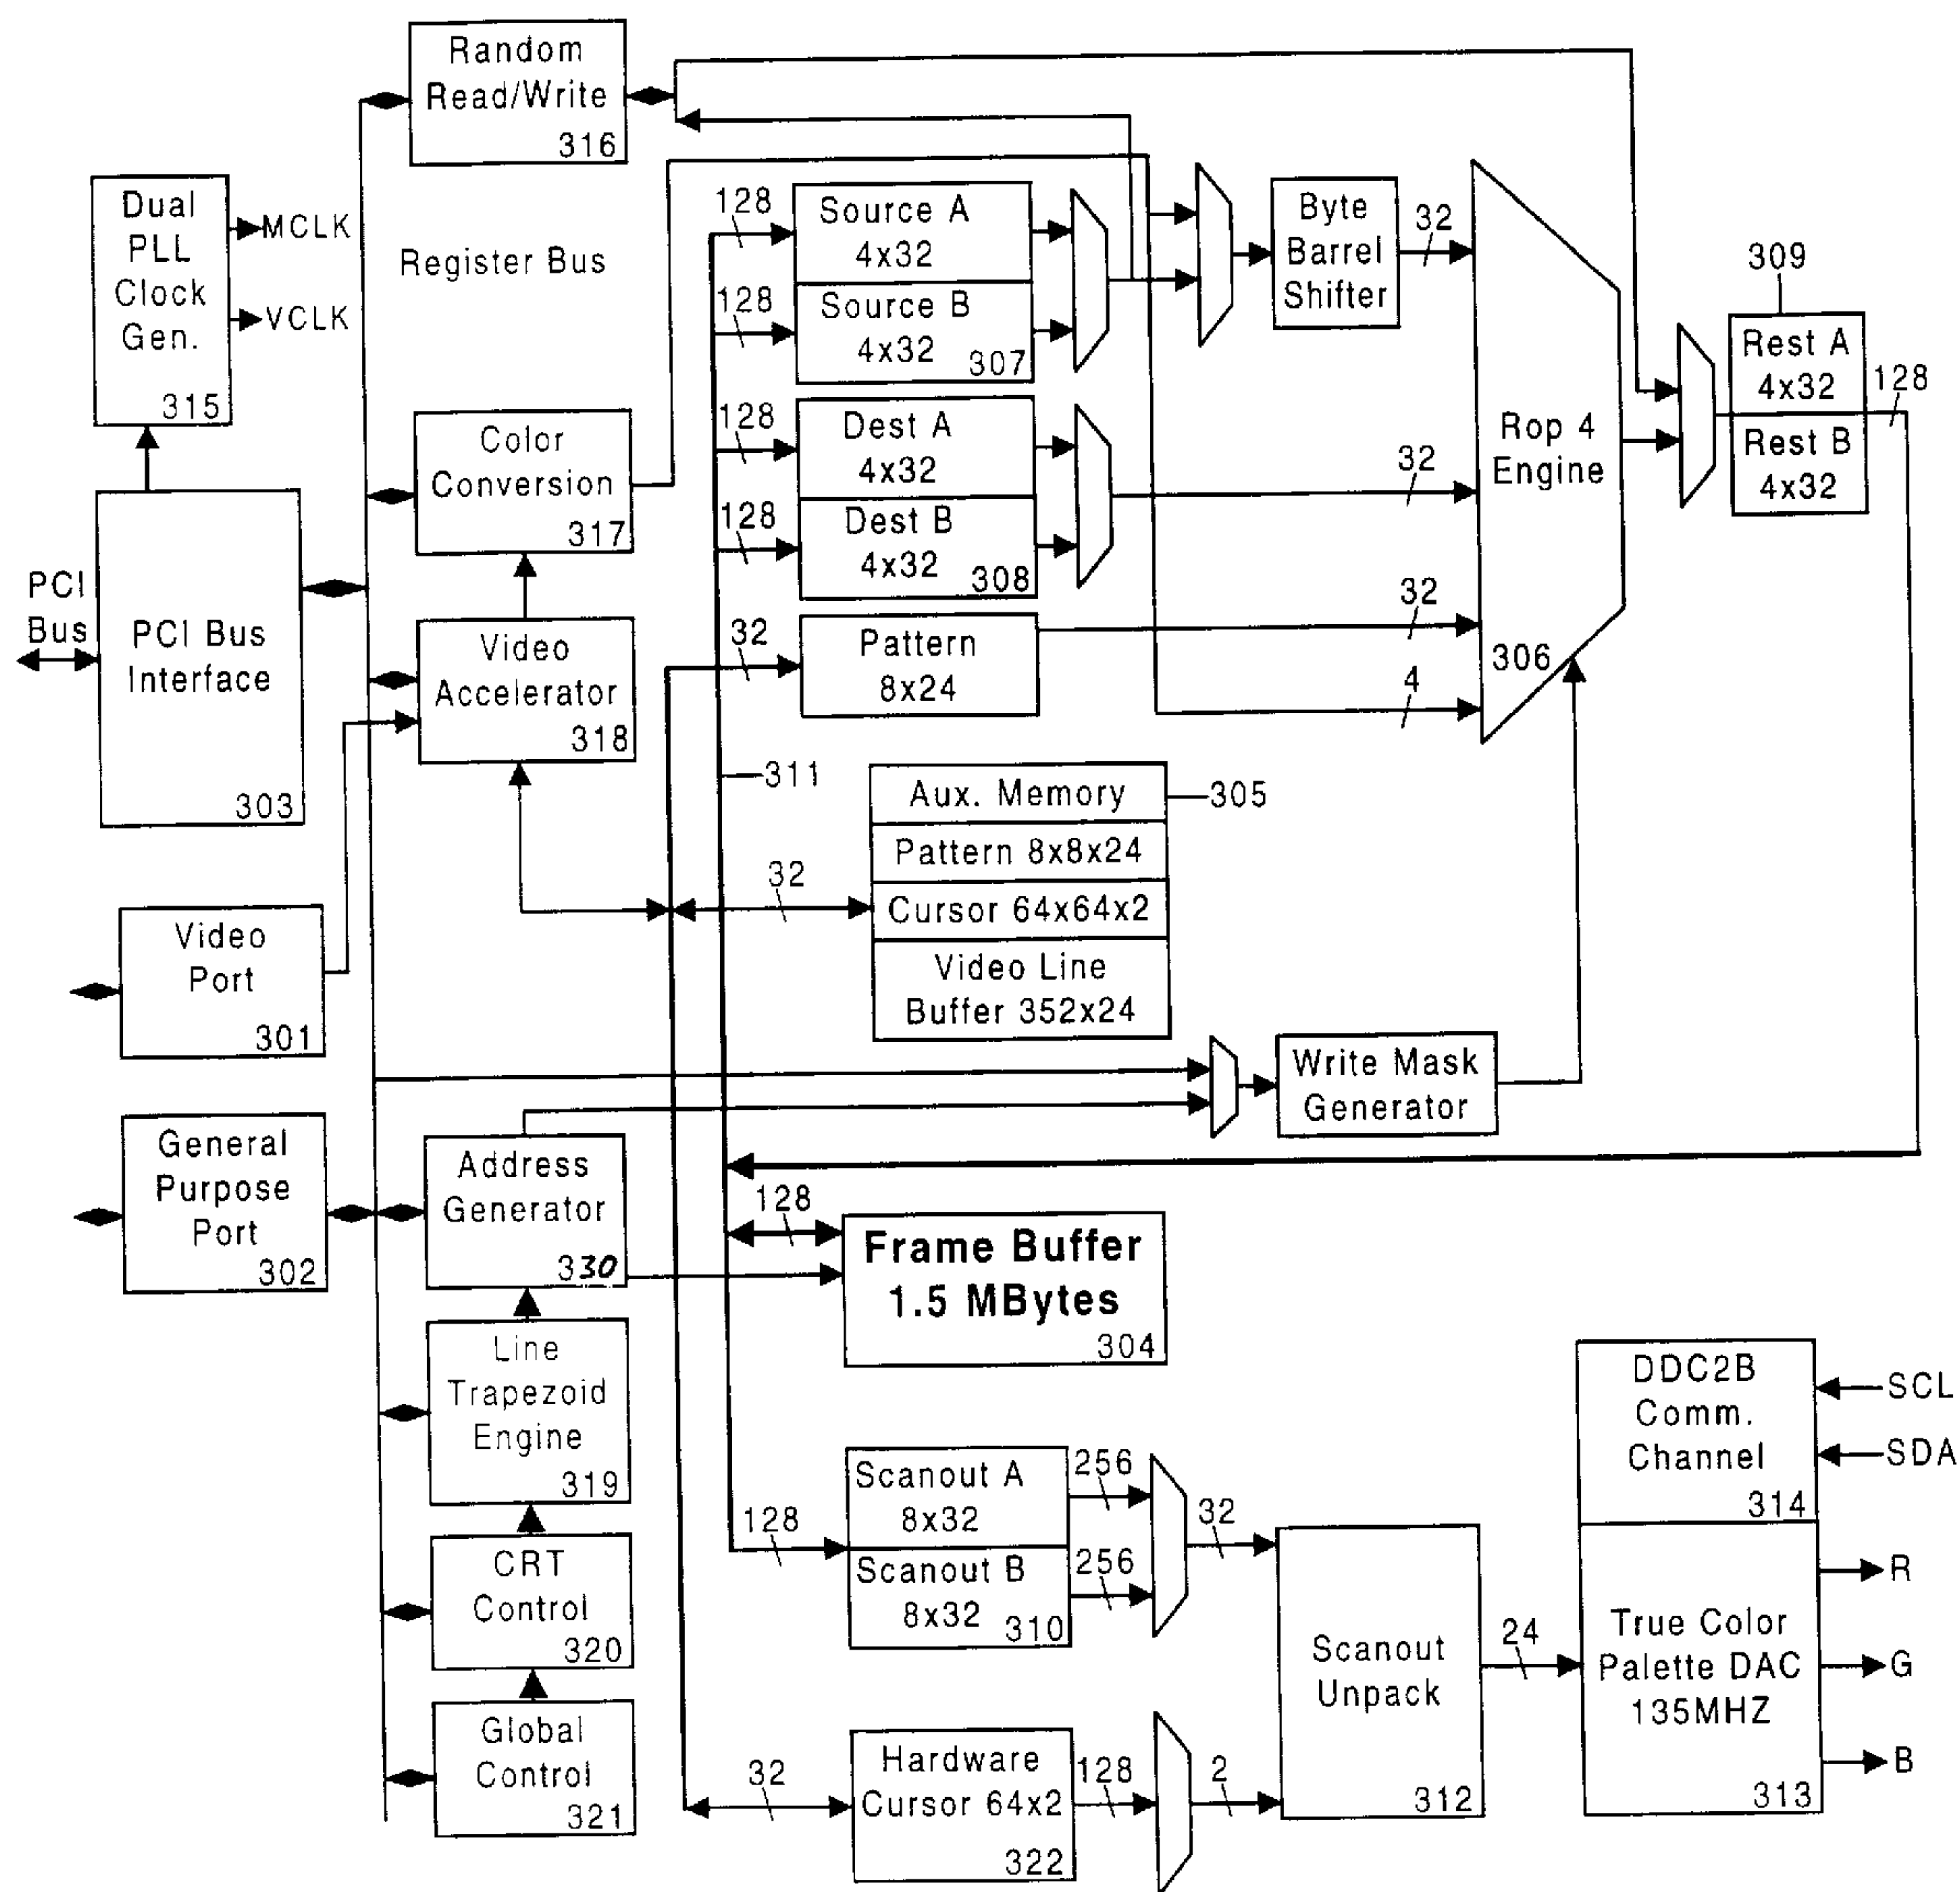 Random
Read/Write
316
Dual
PLL
Clock
Gen.
315
MCLK
VCLK
Register Bus
128
Source A
4x32
128
Source B
4x32
307
Byte
Barrel
Shifter
32
309
Rest A
4x32
128
Rest B
4x32
Color
Conversion
317
128
Dest A
4x32
128
Dest B
4x32
308
32
Rop 4
Engine
306
PCI
Bus
PCI Bus
Interface
303
Video
Accelerator
318
32
Pattern
8x24
32
4
311
Aux. Memory
305
Pattern 8x8x24
32
Cursor 64x64x2
Video Line
Buffer 352x24
Video
Port
301
Write Mask
Generator
General
Purpose
Port
302
Address
Generator
330
128
Frame Buffer
1.5 MBytes
304
Line
Trapezoid
Engine
319
DDC2B
Comm.
Channel
314
SCL
SDA
128
Scanout A
8x32
256
Scanout B
8x32
310
256
32
CRT
Control
320
Scanout
Unpack
312
24
True Color
Palette DAC
135MHZ
313
R
G
B
Global
Control
321
32
Hardware
Cursor 64x2
322
128
2